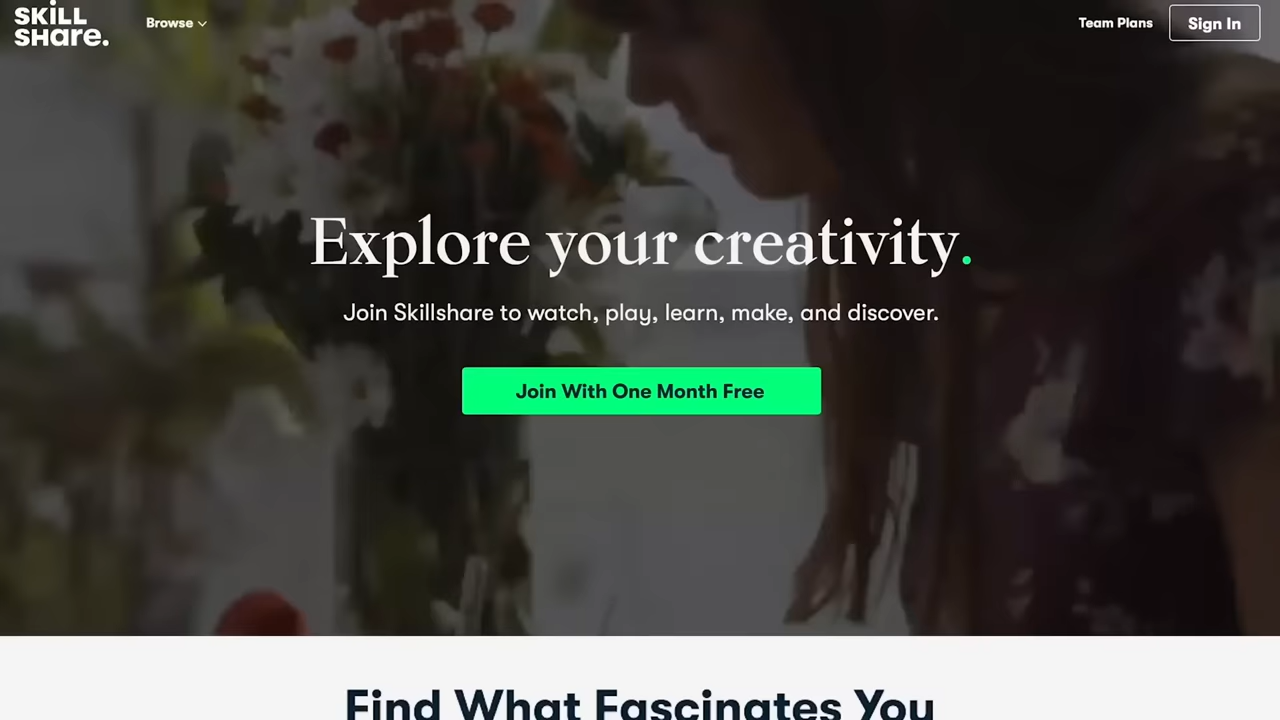 SKILL
SHare.
Browse
Team Plans
Sign In
Explore your creativity.
Join Skillshare to watch, play, learn, make, and discover.
Join With One Month Free
Find What Fascinates You